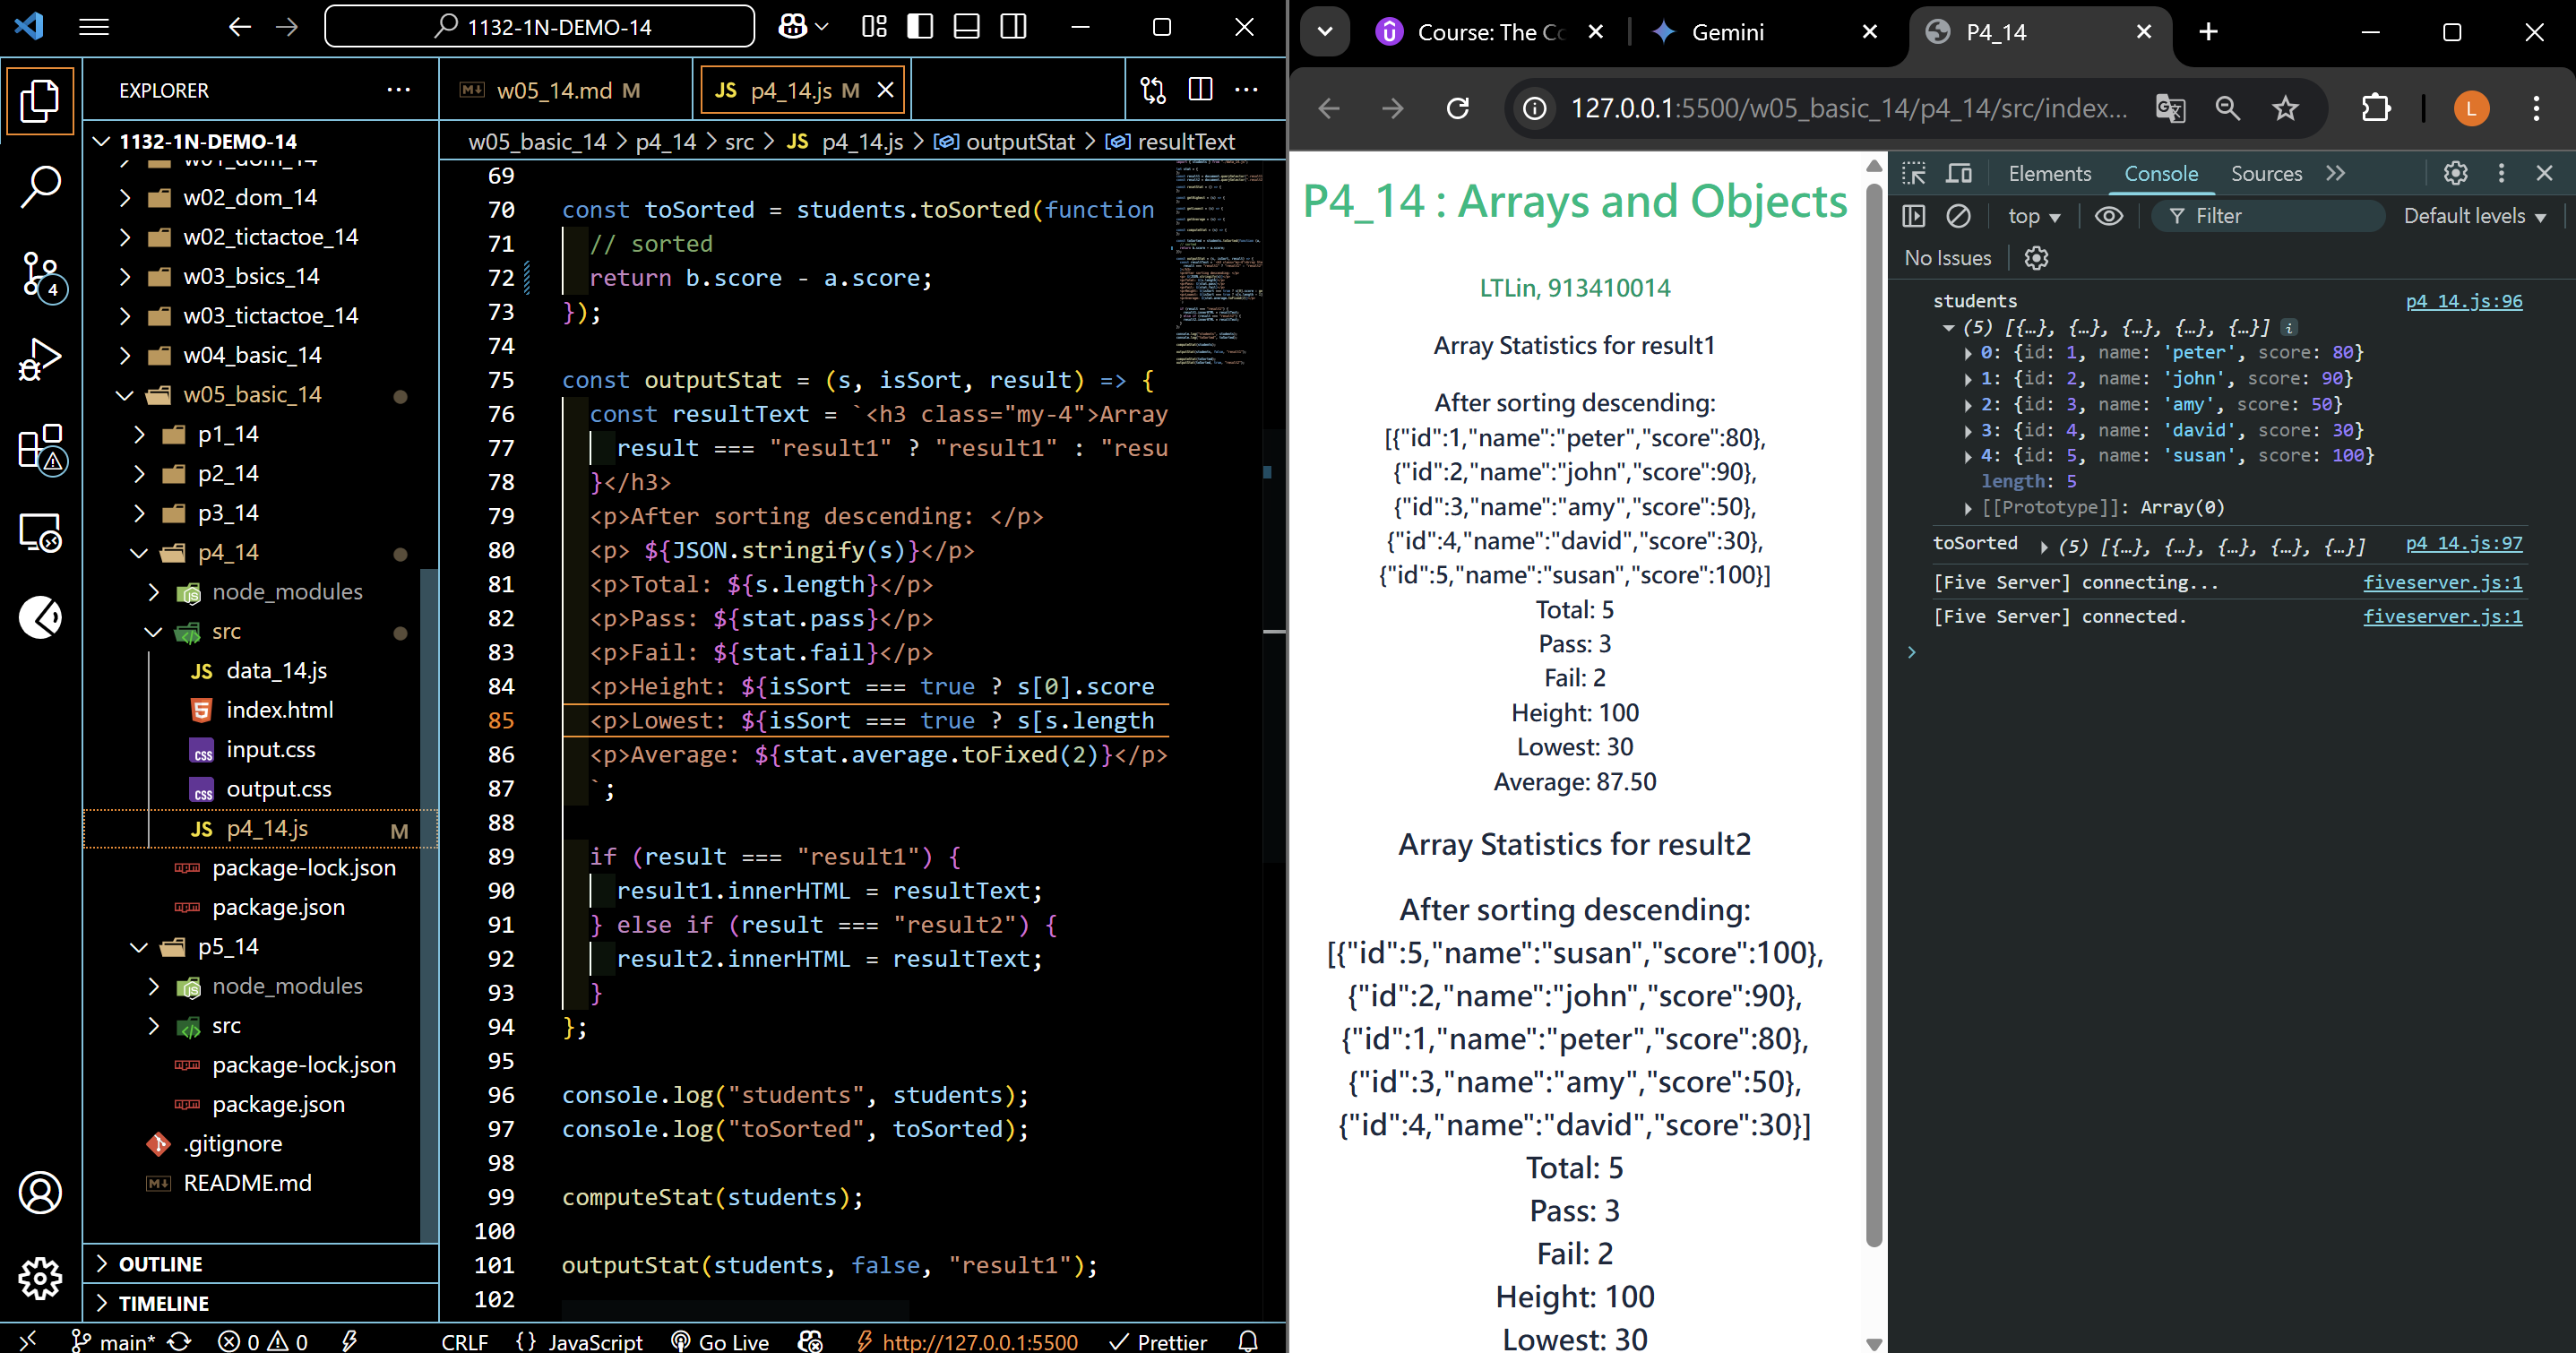 1132-1N-DEMO-14
EXPLORER
1132-1N-DEMO-14
w01_dom_14
w02_dom_14
w02_tictactoe_14
w03_bsics_14
w03_tictactoe_14
w04_basic_14
w05_basic_14
p1_14
p2_14
p3_14
p4_14
node_modules
src
JS data_14.js
index.html
css input.css
css output.css
JS p4_14.js M
package-lock.json
package.json
p5_14
node_modules
src
package-lock.json
package.json
.gitignore
README.md
OUTLINE
TIMELINE
4
w05_14.md M
JS p4_14.js M
w05_basic_14 > p4_14 > src > JS p4_14.js > outputStat > resultText
69
70 const toSorted = students.toSorted(function
71 // sorted
72 return b.score - a.score;
73 });
74
75 const outputStat = (s, isSort, result) => {
76 const resultText = `<h3 class="my-4">Array
77 result === "result1" ? "result1" : "resu
78 }</h3>
79 <p>After sorting descending: </p>
80 <p> ${JSON.stringify(s)}</p>
81 <p>Total: ${s.length}</p>
82 <p>Pass: ${stat.pass}</p>
83 <p>Fail: ${stat.fail}</p>
84 <p>Height: ${isSort === true ? s[0].score
85 <p>Lowest: ${isSort === true ? s[s.length
86 <p>Average: ${stat.average.toFixed(2)}</p>
87 `;
88
89 if (result === "result1") {
90 result1.innerHTML = resultText;
91 } else if (result === "result2") {
92 result2.innerHTML = resultText;
93 }
94 };
95
96 console.log("students", students);
97 console.log("toSorted", toSorted);
98
99 computeStat(students);
100
101 outputStat(students, false, "result1");
102
main* 0 0 CRLF {} JavaScript Go Live http://127.0.0.1:5500 Prettier
Course: The Co
Gemini
P4_14
127.0.0.1:5500/w05_basic_14/p4_14/src/index...
L
P4_14 : Arrays and Objects
LTLin, 913410014
Array Statistics for result1
After sorting descending:
[{"id":1,"name":"peter","score":80},
{"id":2,"name":"john","score":90},
{"id":3,"name":"amy","score":50},
{"id":4,"name":"david","score":30},
{"id":5,"name":"susan","score":100}]
Total: 5
Pass: 3
Fail: 2
Height: 100
Lowest: 30
Average: 87.50
Array Statistics for result2
After sorting descending:
[{"id":5,"name":"susan","score":100},
{"id":2,"name":"john","score":90},
{"id":1,"name":"peter","score":80},
{"id":3,"name":"amy","score":50},
{"id":4,"name":"david","score":30}]
Total: 5
Pass: 3
Fail: 2
Height: 100
Lowest: 30
Elements Console Sources
top Filter Default levels
No Issues
students p4_14.js:96
(5) [{…}, {…}, {…}, {…}, {…}]
0: {id: 1, name: 'peter', score: 80}
1: {id: 2, name: 'john', score: 90}
2: {id: 3, name: 'amy', score: 50}
3: {id: 4, name: 'david', score: 30}
4: {id: 5, name: 'susan', score: 100}
length: 5
[[Prototype]]: Array(0)
toSorted (5) [{…}, {…}, {…}, {…}, {…}] p4_14.js:97
[Five Server] connecting... fiveserver.js:1
[Five Server] connected. fiveserver.js:1